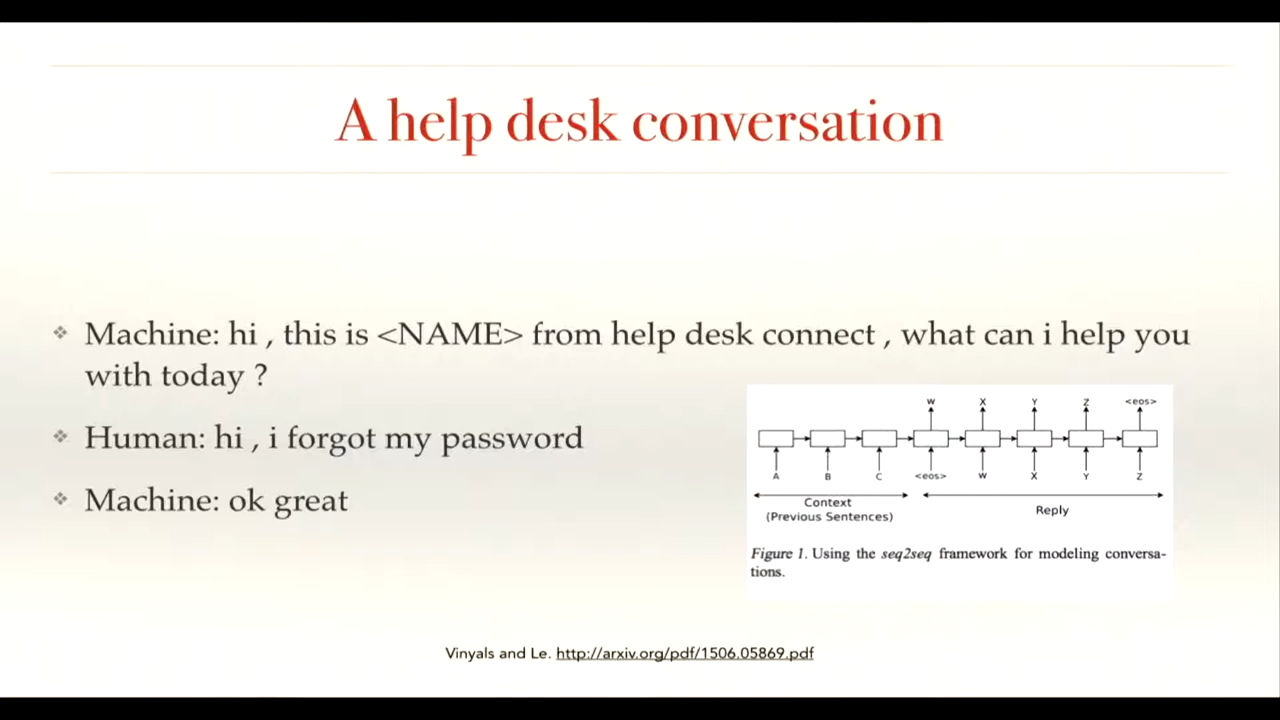 A help desk conversation
Machine: hi , this is <NAME> from help desk connect , what can i help you
with today ?
Human: hi , i forgot my password
Machine: ok great
W X Y Z <eos>
A B C <eos> W X Y Z
Context
(Previous Sentences)
Reply
Figure 1. Using the seq2seq framework for modeling conversa-
tions.
Vinyals and Le. http://arxiv.org/pdf/1506.05869.pdf